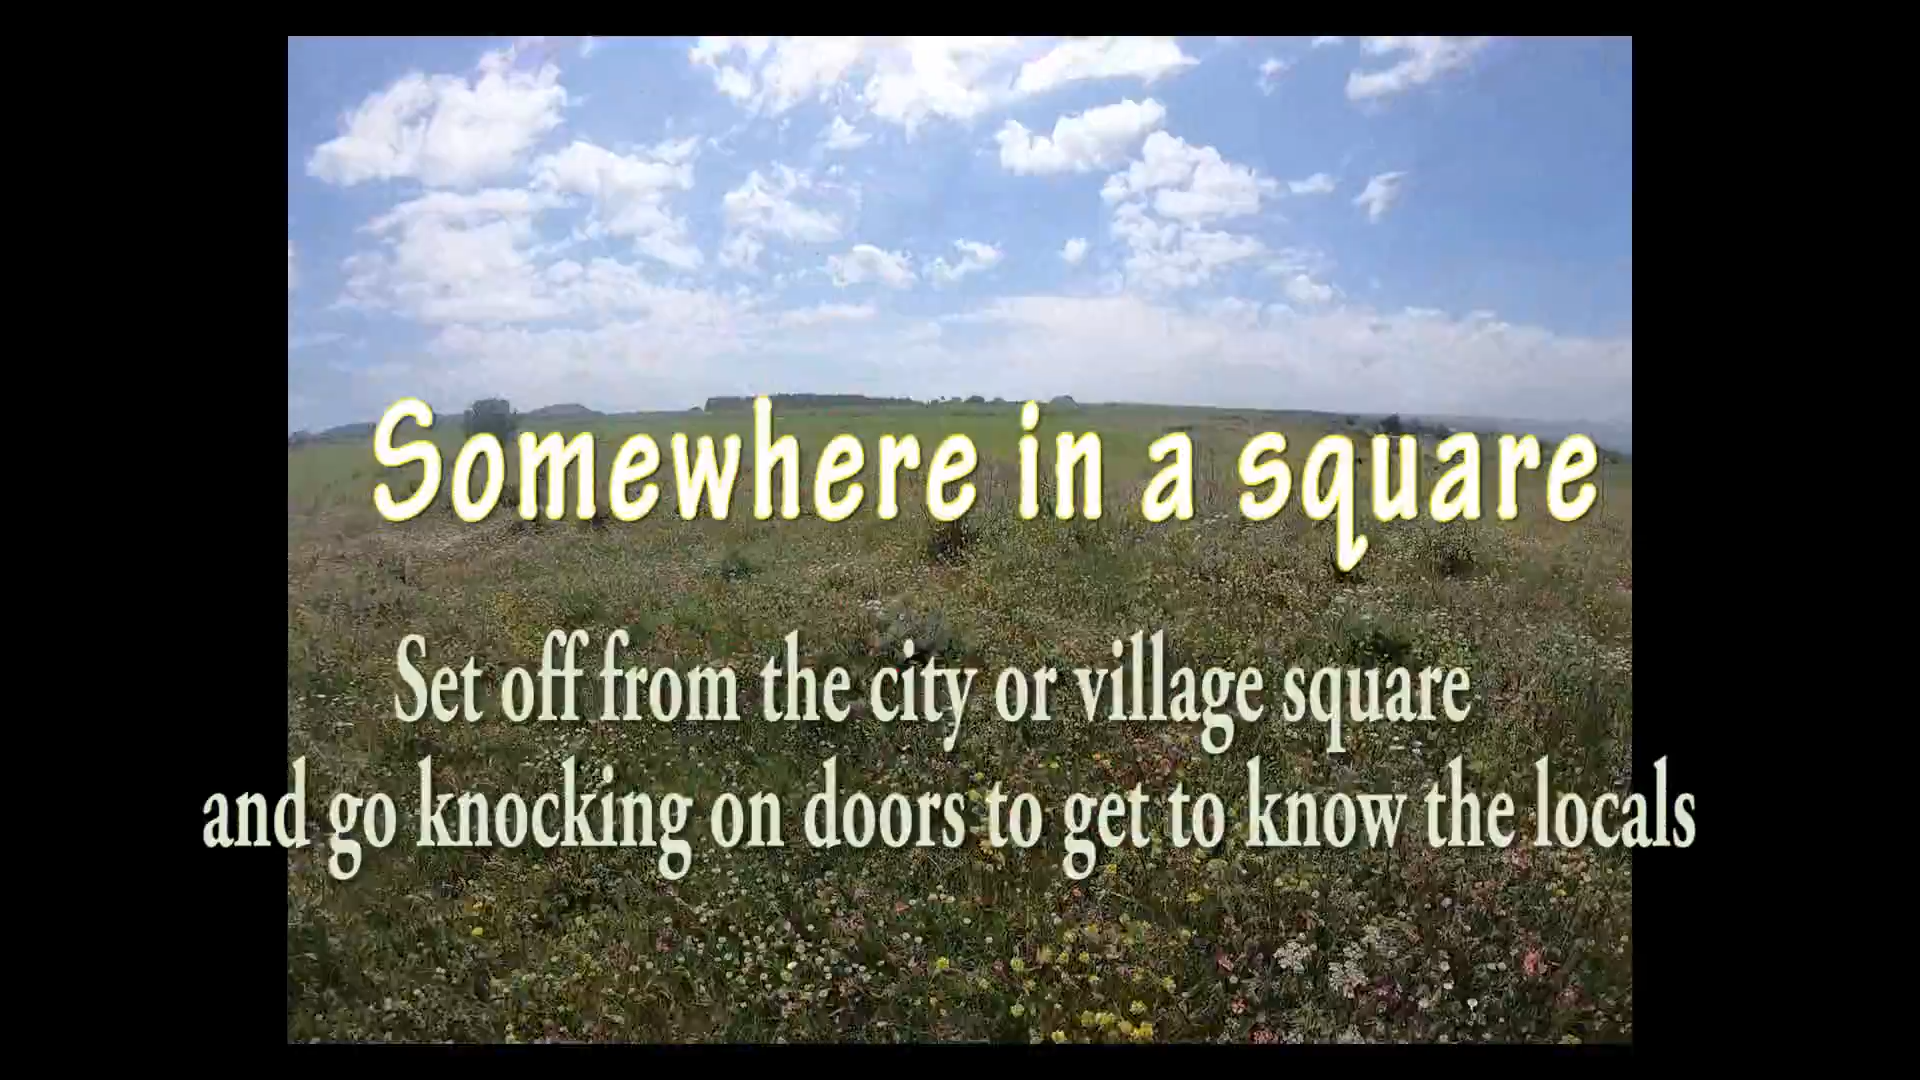 Somewhere in a square
Set off from the city or village square
and go knocking on doors to get to know the locals